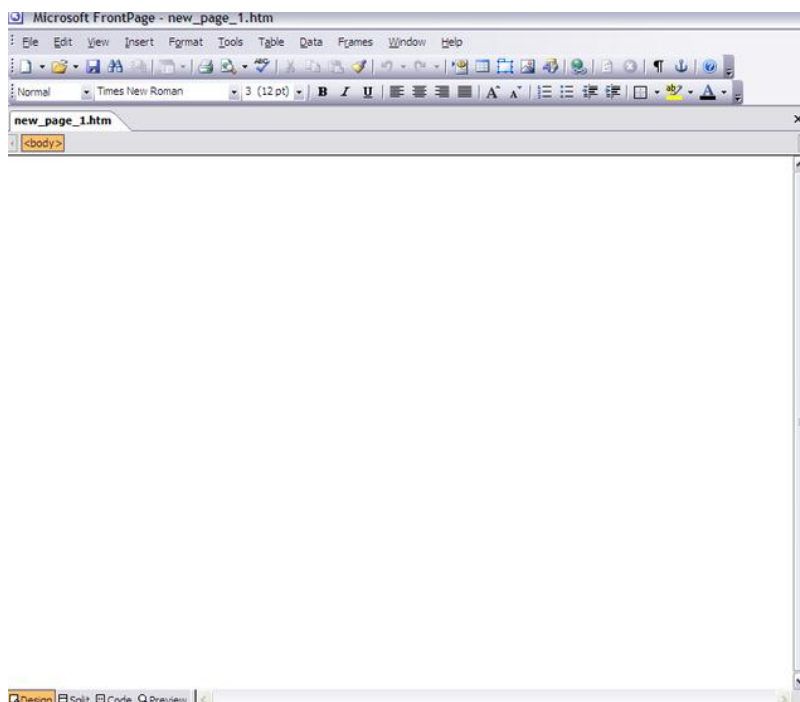 Microsoft FrontPage - new_page_1.htm
File Edit View Insert Format Tools Table Data Frames Window Help
Normal Times New Roman 3 (12 pt) B I U A A ab A
new_page_1.htm
<body>
Design Split Code Preview